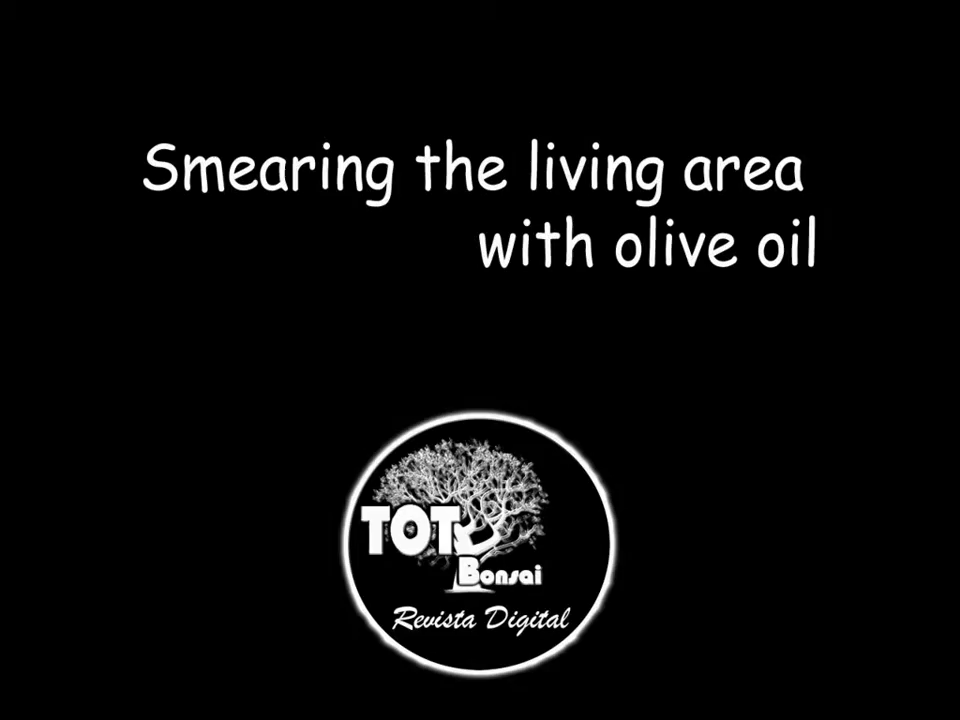 Smearing the living area
with olive oil
TOT
Bonsai
Revista Digital